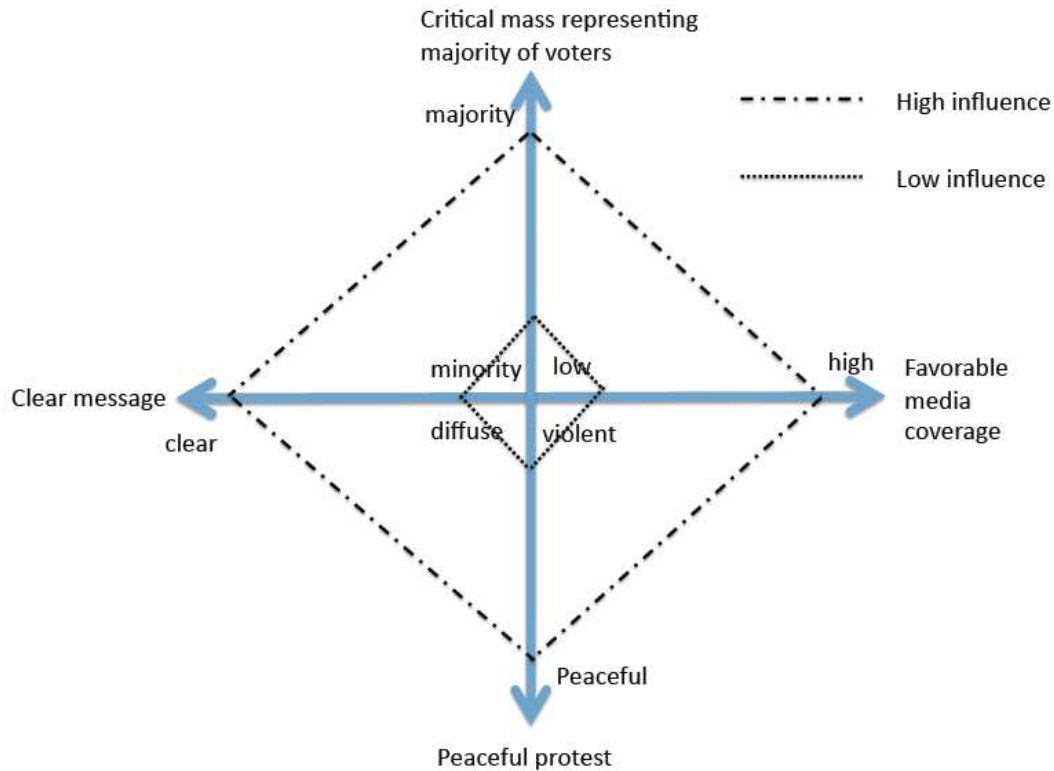 Critical mass representing
majority of voters
majority
High influence
Low influence
minority
low
high
Favorable
media
coverage
Clear message
clear
diffuse
violent
Peaceful
Peaceful protest